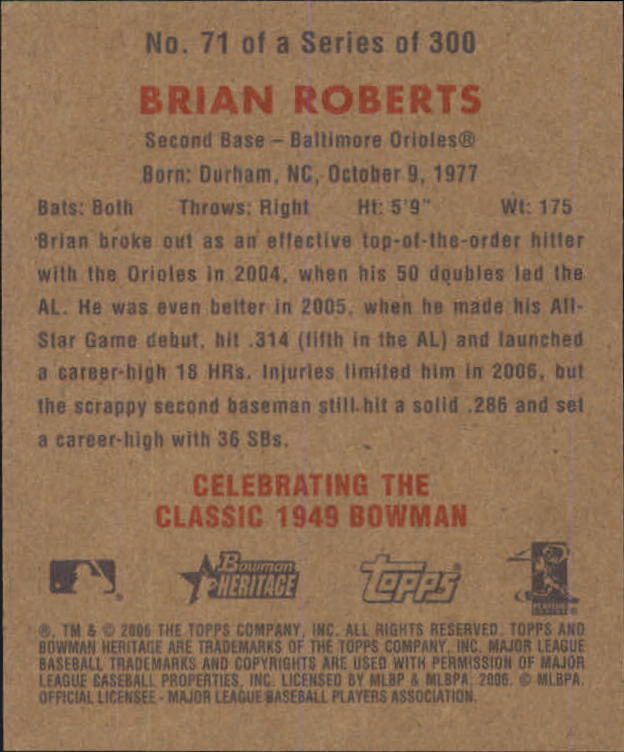 No. 71 of a Series of 300
BRIAN ROBERTS
Second Base – Baltimore Orioles®
Born: Durham, NC, October 9, 1977
Bats: Both Throws: Right Ht: 5'9" Wt: 175
Brian broke out as an effective top-of-the-order hitter
with the Orioles in 2004, when his 50 doubles led the
AL. He was even better in 2005, when he made his All-
Star Game debut, hit .314 (fifth in the AL) and launched
a career-high 18 HRs. Injuries limited him in 2006, but
the scrappy second baseman still hit a solid .286 and set
a career-high with 36 SBs.
CELEBRATING THE
CLASSIC 1949 BOWMAN
Bowman
HERITAGE
Topps®
®, TM & © 2006 THE TOPPS COMPANY, INC. ALL RIGHTS RESERVED. TOPPS AND
BOWMAN HERITAGE ARE TRADEMARKS OF THE TOPPS COMPANY, INC. MAJOR LEAGUE
BASEBALL TRADEMARKS AND COPYRIGHTS ARE USED WITH PERMISSION OF MAJOR
LEAGUE BASEBALL PROPERTIES, INC. LICENSED BY MLBP & MLBPA. 2006. © MLBPA.
OFFICIAL LICENSEE - MAJOR LEAGUE BASEBALL PLAYERS ASSOCIATION.